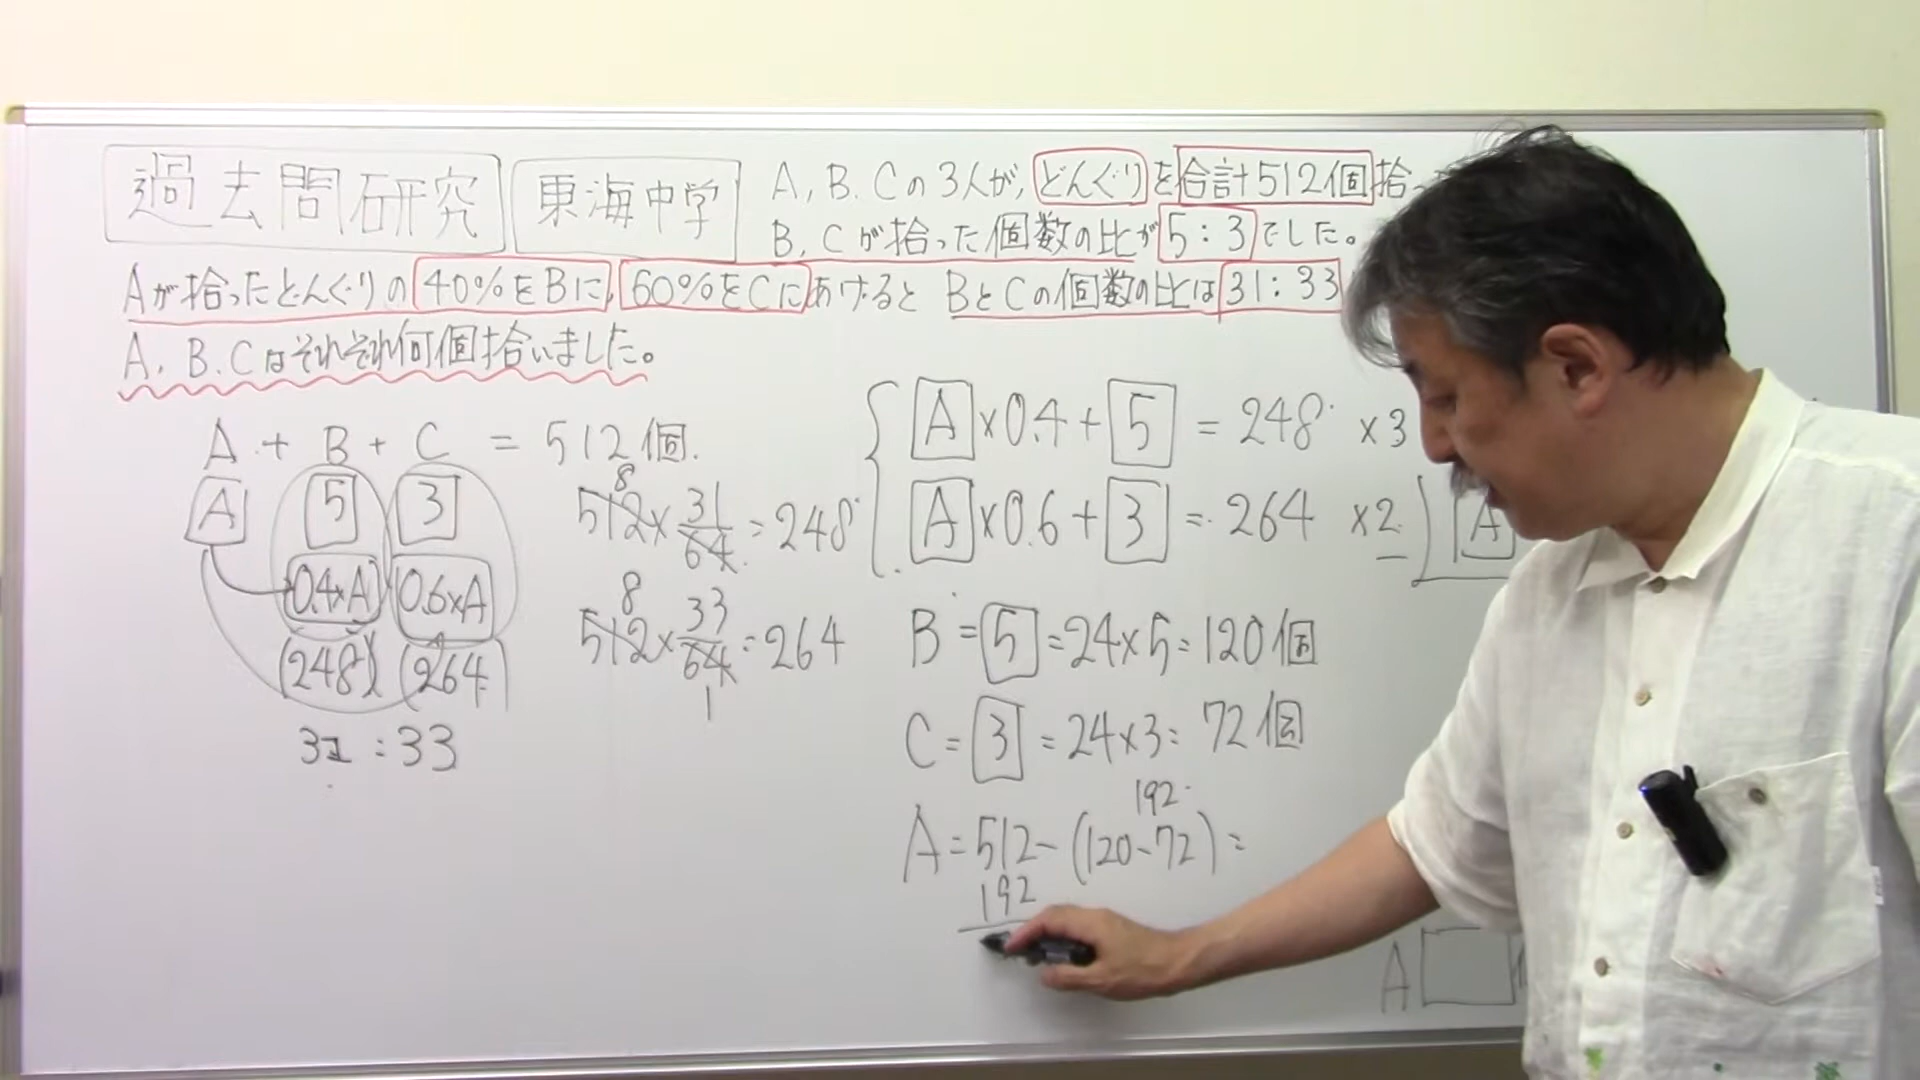 過去問研究 東海中学
A, B. Cの3人が, どんぐりを合計512個拾っ
B, Cが拾った個数の比が5:3でした。
Aが拾ったどんぐりの40%をBに, 60%をCにあげるとBとCの個数の比は31:33
A. B. Cはそれぞれ何個拾いました。
A + B + C = 512個.
A 5 3
0.4×A 0.6×A
(248) (264)
31 : 33
8
512×31/64=248
8
512×33/64=264
1
A×0.4+5=248 ×3
A×0.6+3=264 ×2 A
B=5=24×5=120個
C=3=24×3=72個
192
A=512-(120-72)=
192
A